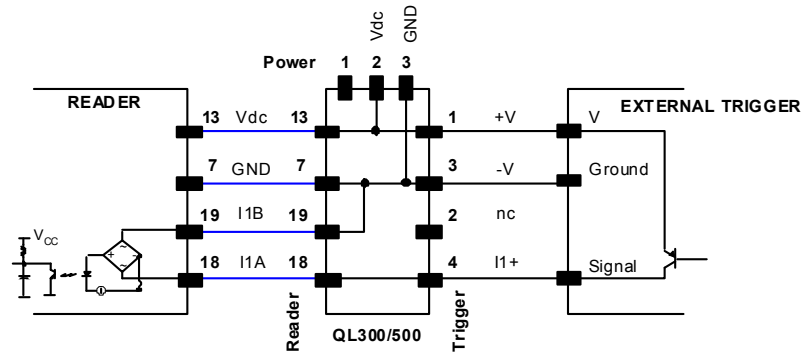 Vdc
GND
Power 1 2 3
READER
EXTERNAL TRIGGER
13 Vdc 13 1 +V V
7 GND 7 3 -V Ground
19 I1B 19 2 nc
VCC
18 I1A 18 4 I1+ Signal
Reader
Trigger
QL300/500